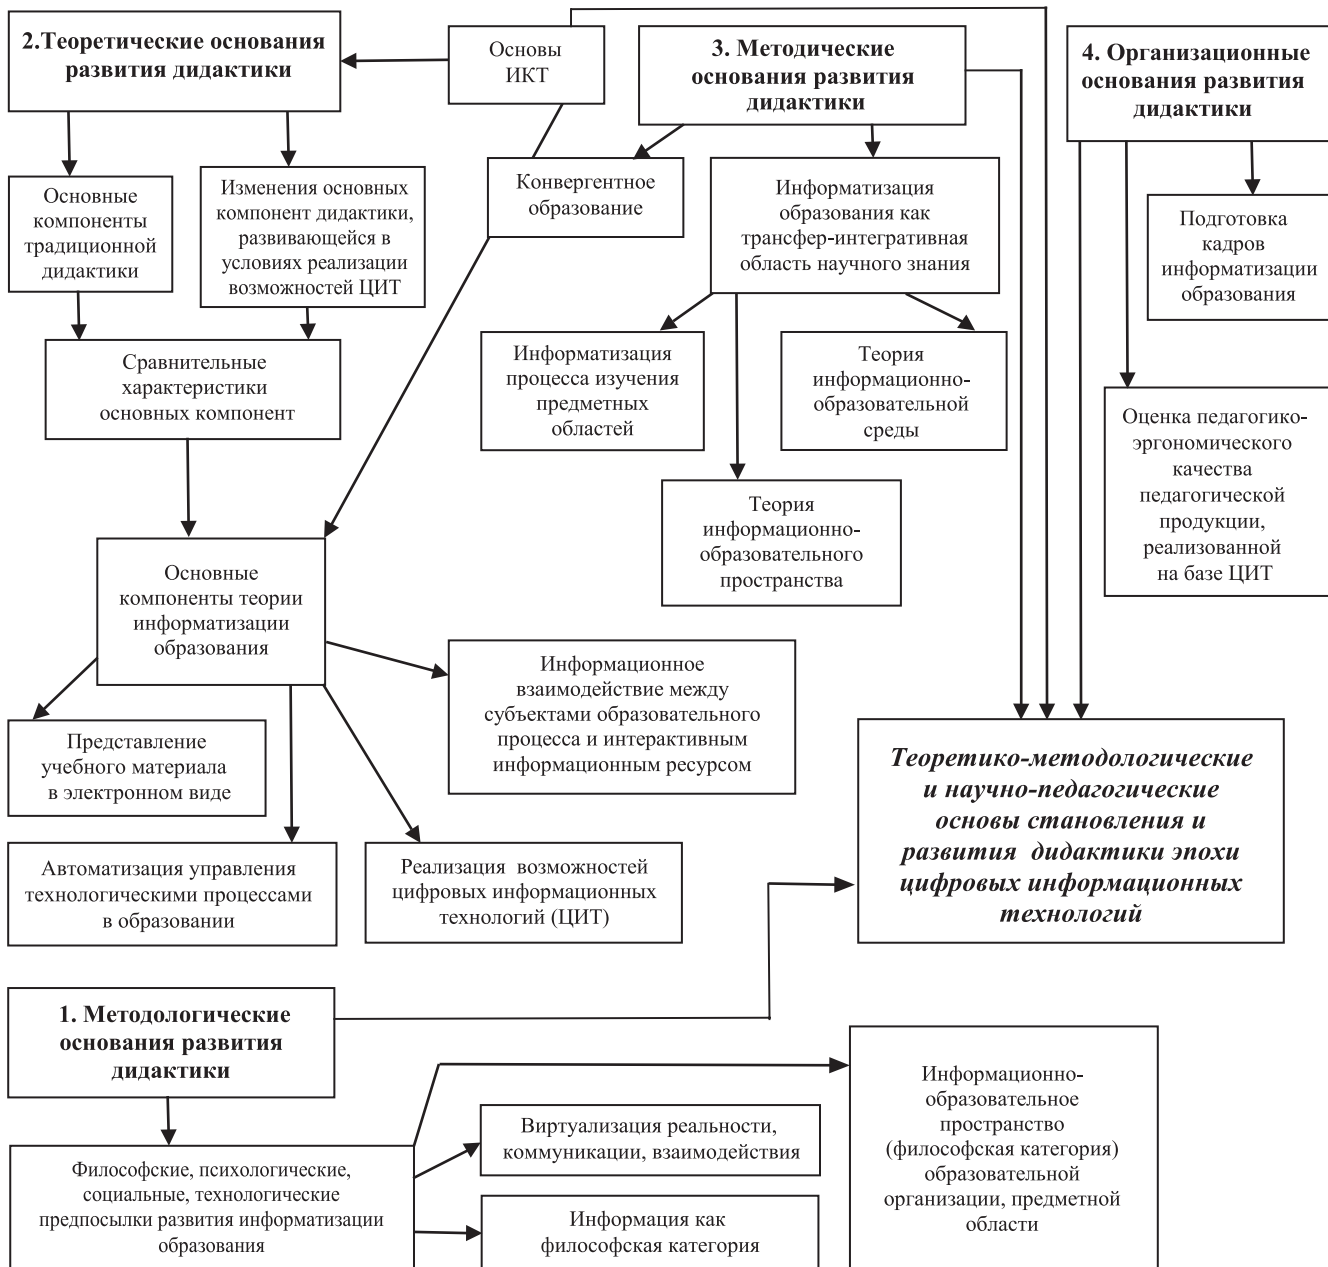 2.Теоретические основания
развития дидактики
Основы
ИКТ
3. Методические
основания развития
дидактики
4. Организационные
основания развития
дидактики
Основные
компоненты
традиционной
дидактики
Изменения основных
компонент дидактики,
развивающейся в
условиях реализации
возможностей ЦИТ
Конвергентное
образование
Информатизация
образования как
трансфер-интегративная
область научного знания
Подготовка
кадров
информатизации
образования
Сравнительные
характеристики
основных компонент
Информатизация
процесса изучения
предметных
областей
Теория
информационно-
образовательной
среды
Оценка педагогико-
эргономического
качества
педагогической
продукции,
реализованной
на базе ЦИТ
Теория
информационно-
образовательного
пространства
Основные
компоненты теории
информатизации
образования
Информационное
взаимодействие между
субъектами образовательного
процесса и интерактивным
информационным ресурсом
Представление
учебного материала
в электронном виде
Автоматизация управления
технологическими процессами
в образовании
Реализация возможностей
цифровых информационных
технологий (ЦИТ)
Теоретико-методологические
и научно-педагогические
основы становления и
развития дидактики эпохи
цифровых информационных
технологий
1. Методологические
основания развития
дидактики
Философские, психологические,
социальные, технологические
предпосылки развития информатизации
образования
Виртуализация реальности,
коммуникации, взаимодействия
Информация как
философская категория
Информационно-
образовательное
пространство
(философская категория)
образовательной
организации, предметной
области